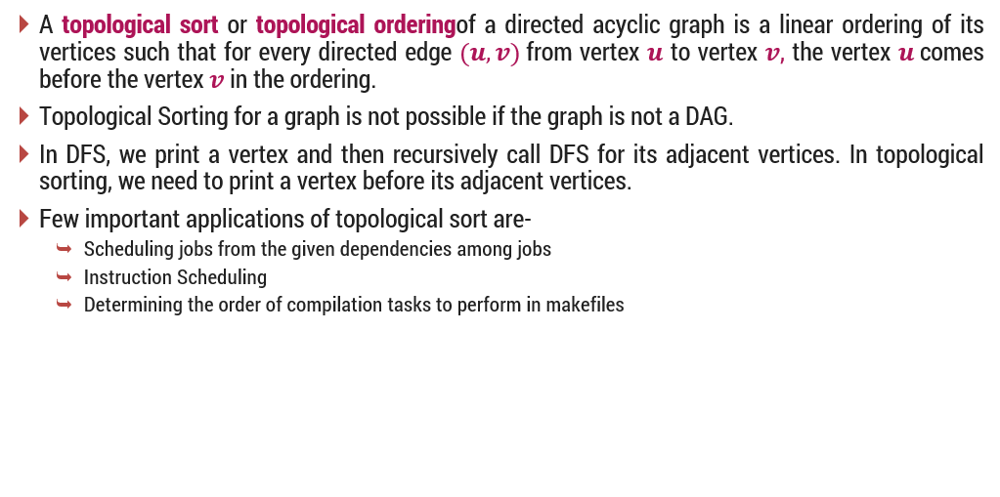 A topological sort or topological orderingof a directed acyclic graph is a linear ordering of its
vertices such that for every directed edge (u, v) from vertex u to vertex v, the vertex u comes
before the vertex v in the ordering.
Topological Sorting for a graph is not possible if the graph is not a DAG.
In DFS, we print a vertex and then recursively call DFS for its adjacent vertices. In topological
sorting, we need to print a vertex before its adjacent vertices.
Few important applications of topological sort are-
Scheduling jobs from the given dependencies among jobs
Instruction Scheduling
Determining the order of compilation tasks to perform in makefiles